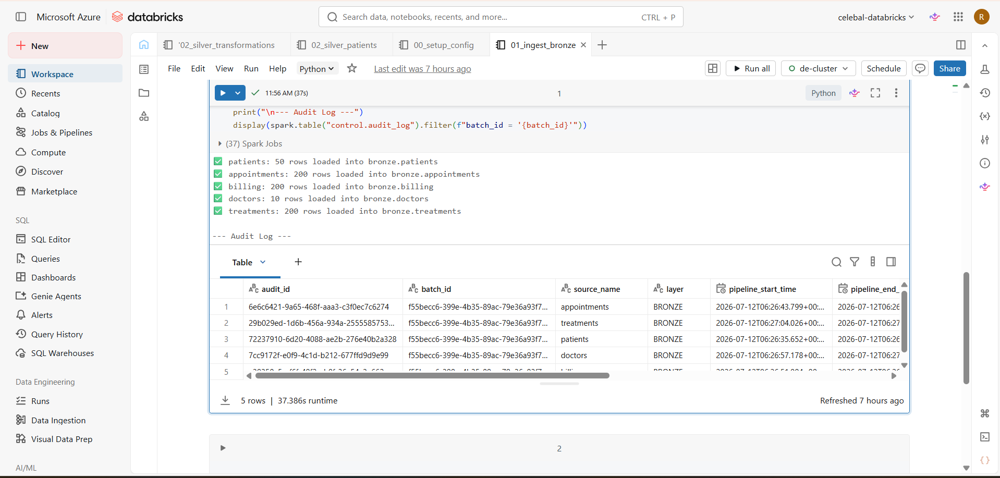 Microsoft Azure databricks
Search data, notebooks, recents, and more... CTRL + P
celebal-databricks
R
New
Workspace
Recents
Catalog
Jobs & Pipelines
Compute
Discover
Marketplace
SQL
SQL Editor
Queries
Dashboards
Genie Agents
Alerts
Query History
SQL Warehouses
Data Engineering
Runs
Data Ingestion
Visual Data Prep
AI/ML
'02_silver_transformations 02_silver_patients 00_setup_config 01_ingest_bronze
File Edit View Run Help Python Last edit was 7 hours ago
Run all de-cluster Schedule Share
11:56 AM (37s) 1 Python
print("\n--- Audit Log ---")
display(spark.table("control.audit_log").filter(f"batch_id = '{batch_id}'"))
(37) Spark Jobs
patients: 50 rows loaded into bronze.patients
appointments: 200 rows loaded into bronze.appointments
billing: 200 rows loaded into bronze.billing
doctors: 10 rows loaded into bronze.doctors
treatments: 200 rows loaded into bronze.treatments
--- Audit Log ---
Table
audit_id batch_id source_name layer pipeline_start_time pipeline_end_
1 6e6c6421-9a65-468f-aaa3-c3f0ec7c6274 f55becc6-399e-4b35-89ac-79e36a93f7... appointments BRONZE 2026-07-12T06:26:43.799+00:... 2026-07-12T06:26
2 29b029ed-1d6b-456a-934a-2555585753... f55becc6-399e-4b35-89ac-79e36a93f7... treatments BRONZE 2026-07-12T06:27:04.026+00:... 2026-07-12T06:27
3 72237910-6d20-4088-ae2b-276e40b2a328 f55becc6-399e-4b35-89ac-79e36a93f7... patients BRONZE 2026-07-12T06:26:35.652+00:... 2026-07-12T06:26
4 7cc9172f-e0f9-4c1d-b212-677ffd9d9e99 f55becc6-399e-4b35-89ac-79e36a93f7... doctors BRONZE 2026-07-12T06:26:57.178+00:... 2026-07-12T06:27
5
5 rows | 37.386s runtime Refreshed 7 hours ago
2